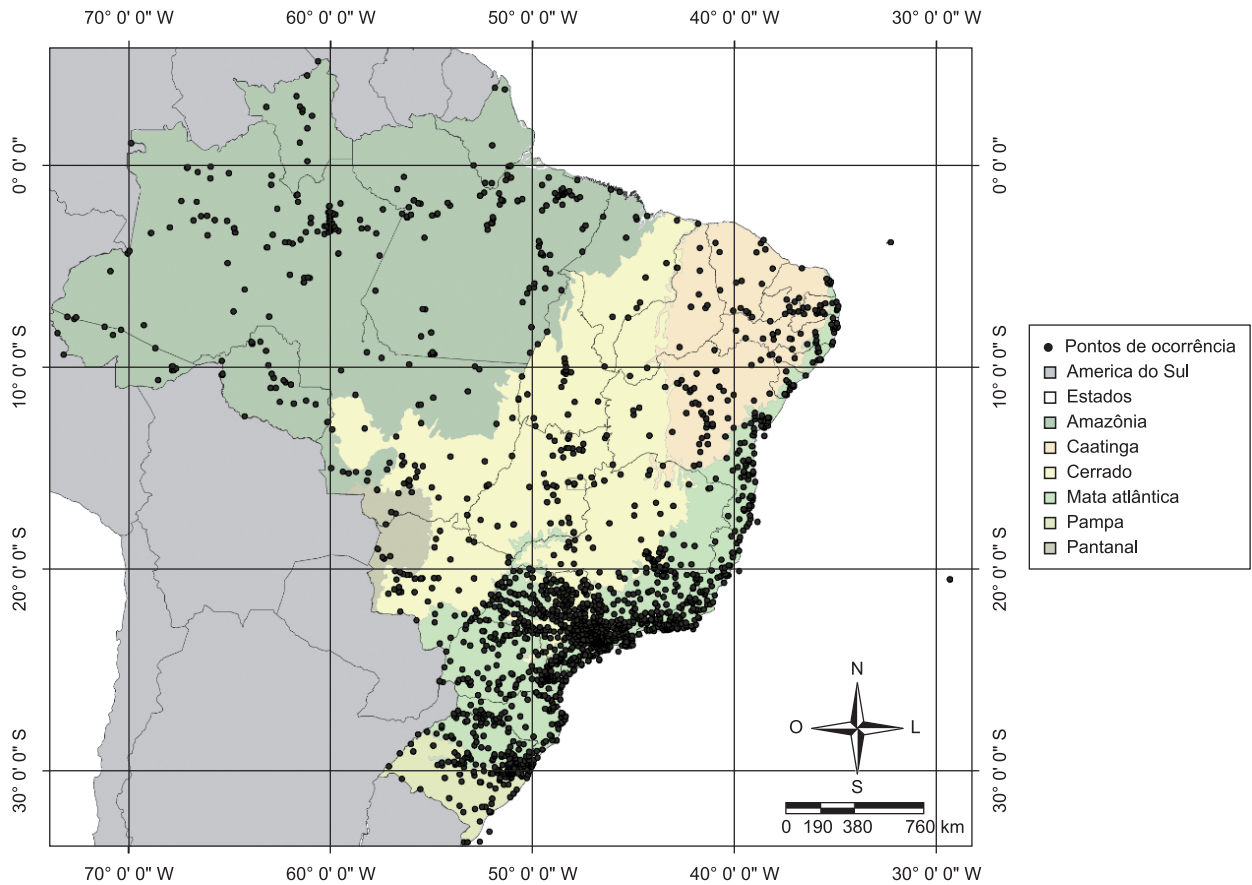 70° 0' 0" W 60° 0' 0" W 50° 0' 0" W 40° 0' 0" W 30° 0' 0" W
0° 0' 0"
10° 0' 0" S
20° 0' 0" S
30° 0' 0" S
0° 0' 0"
10° 0' 0" S
20° 0' 0" S
30° 0' 0" S
Pontos de ocorrência
America do Sul
Estados
Amazônia
Caatinga
Cerrado
Mata atlântica
Pampa
Pantanal
N
O L
S
0 190 380 760 km
70° 0' 0" W 60° 0' 0" W 50° 0' 0" W 40° 0' 0" W 30° 0' 0" W